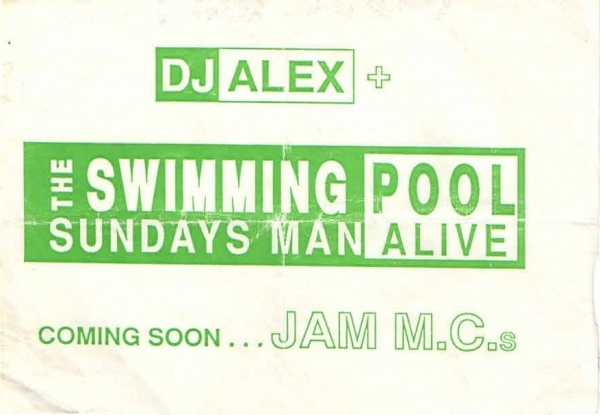 DJ ALEX +
THE SWIMMING POOL
SUNDAYS MAN ALIVE
COMING SOON ... JAM M.C.s